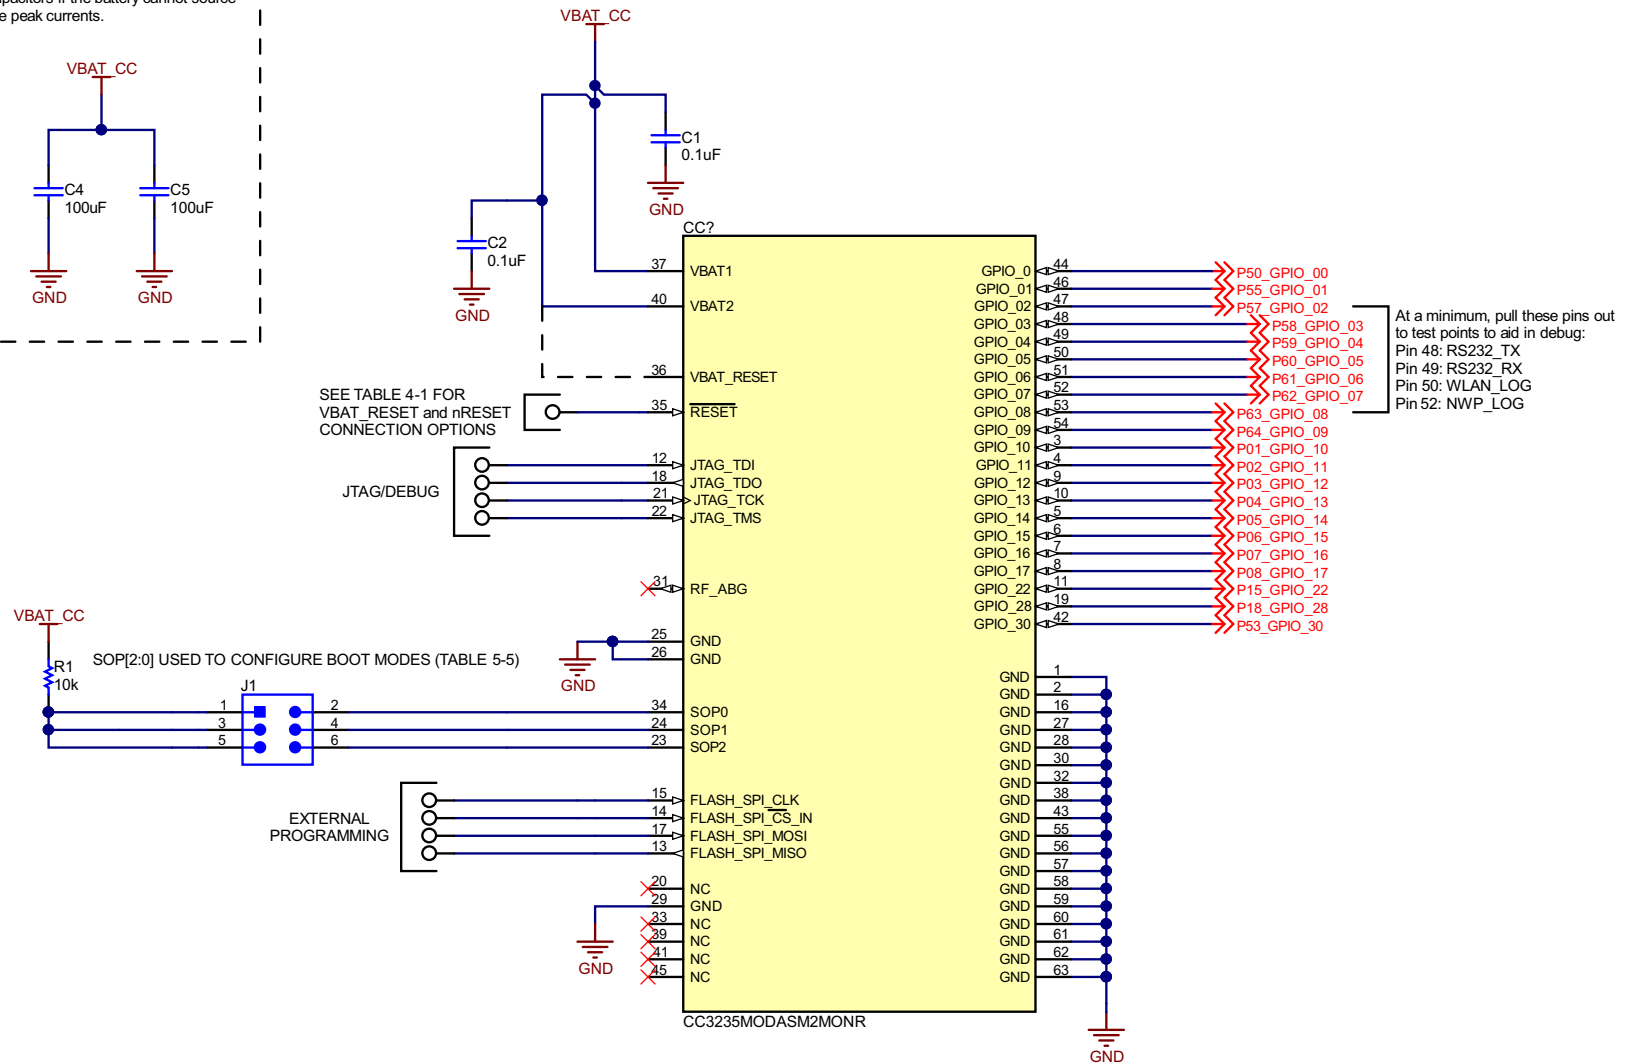 apacitors if the battery cannot source
e peak currents.
VBAT_CC
C4
100uF
C5
100uF
GND
GND
VBAT_CC
C1
0.1uF
GND
C2
0.1uF
GND
CC?
37 VBAT1
40 VBAT2
36 VBAT_RESET
35 RESET
SEE TABLE 4-1 FOR
VBAT_RESET and nRESET
CONNECTION OPTIONS
JTAG/DEBUG
12 JTAG_TDI
18 JTAG_TDO
21 JTAG_TCK
22 JTAG_TMS
31 RF_ABG
25 GND
26 GND
GND
VBAT_CC
R1
10k
SOP[2:0] USED TO CONFIGURE BOOT MODES (TABLE 5-5)
J1
1 2
3 4
5 6
34 SOP0
24 SOP1
23 SOP2
EXTERNAL
PROGRAMMING
15 FLASH_SPI_CLK
14 FLASH_SPI_CS_IN
17 FLASH_SPI_MOSI
13 FLASH_SPI_MISO
20 NC
29 GND
33 NC
39 NC
41 NC
45 NC
GND
GPIO_0 44 P50_GPIO_00
GPIO_01 46 P55_GPIO_01
GPIO_02 47 P57_GPIO_02
GPIO_03 48 P58_GPIO_03
GPIO_04 49 P59_GPIO_04
GPIO_05 50 P60_GPIO_05
GPIO_06 51 P61_GPIO_06
GPIO_07 52 P62_GPIO_07
GPIO_08 53 P63_GPIO_08
GPIO_09 54 P64_GPIO_09
GPIO_10 3 P01_GPIO_10
GPIO_11 4 P02_GPIO_11
GPIO_12 9 P03_GPIO_12
GPIO_13 10 P04_GPIO_13
GPIO_14 5 P05_GPIO_14
GPIO_15 6 P06_GPIO_15
GPIO_16 7 P07_GPIO_16
GPIO_17 8 P08_GPIO_17
GPIO_22 11 P15_GPIO_22
GPIO_28 19 P18_GPIO_28
GPIO_30 42 P53_GPIO_30
At a minimum, pull these pins out
to test points to aid in debug:
Pin 48: RS232_TX
Pin 49: RS232_RX
Pin 50: WLAN_LOG
Pin 52: NWP_LOG
GND 1
GND 2
GND 16
GND 27
GND 28
GND 30
GND 32
GND 38
GND 43
GND 55
GND 56
GND 57
GND 58
GND 59
GND 60
GND 61
GND 62
GND 63
GND
CC3235MODASM2MONR